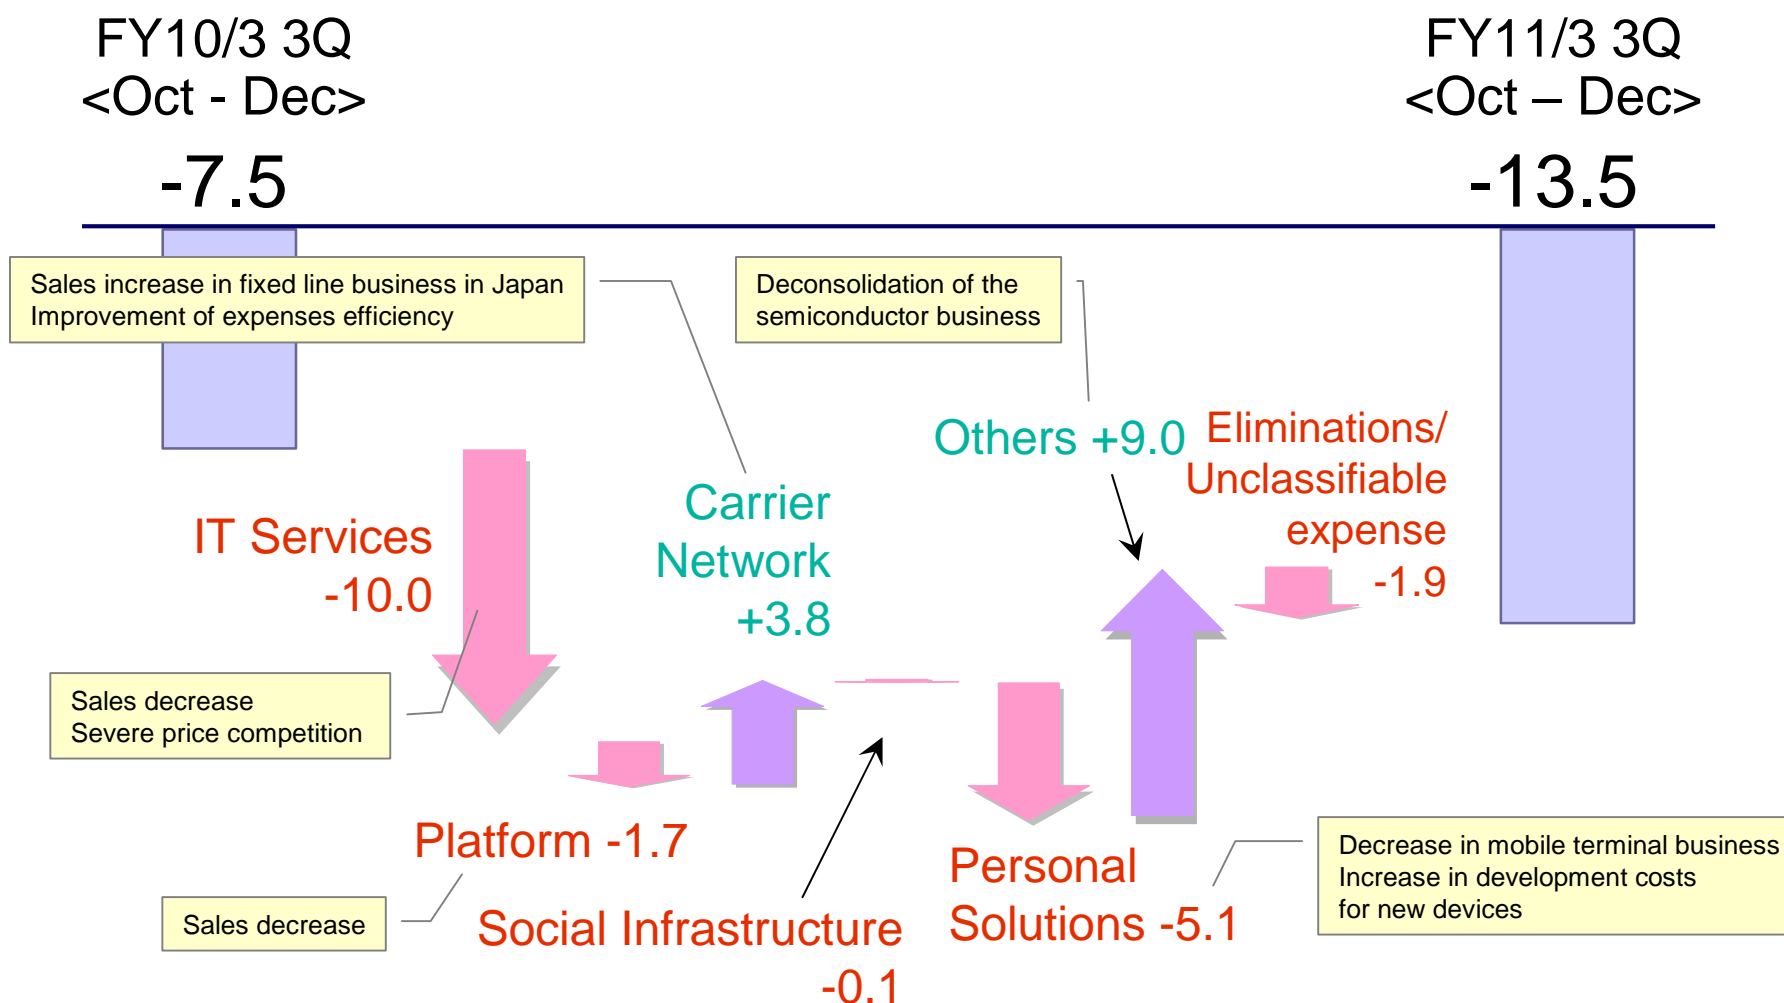 FY10/3 3Q
<Oct - Dec>
-7.5
FY11/3 3Q
<Oct – Dec>
-13.5
Sales increase in fixed line business in Japan
Improvement of expenses efficiency
Deconsolidation of the
semiconductor business
Others +9.0
Eliminations/
Unclassifiable
expense
-1.9
Carrier
Network
+3.8
IT Services
-10.0
Sales decrease
Severe price competition
Platform -1.7
Sales decrease
Social Infrastructure
-0.1
Personal
Solutions -5.1
Decrease in mobile terminal business
Increase in development costs
for new devices